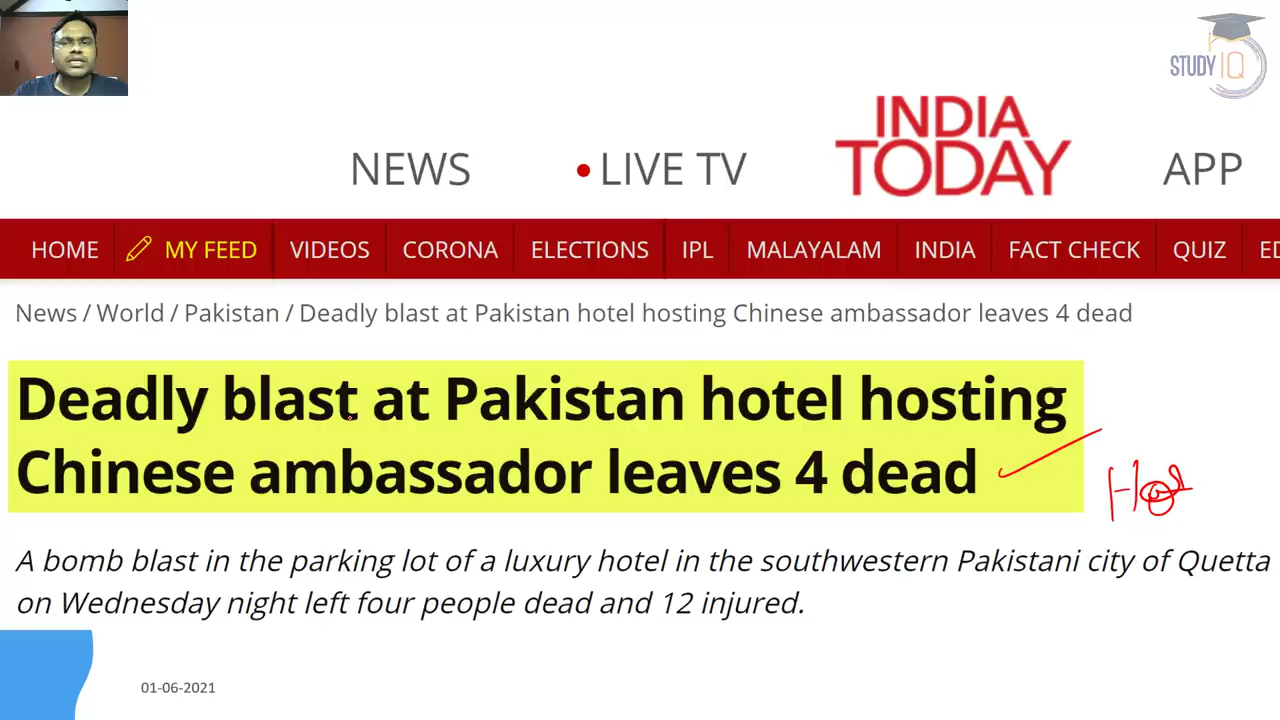 STUDY IQ
INDIA
TODAY
NEWS LIVE TV APP
HOME MY FEED VIDEOS CORONA ELECTIONS IPL MALAYALAM INDIA FACT CHECK QUIZ ED
News / World / Pakistan / Deadly blast at Pakistan hotel hosting Chinese ambassador leaves 4 dead
Deadly blast at Pakistan hotel hosting
Chinese ambassador leaves 4 dead
A bomb blast in the parking lot of a luxury hotel in the southwestern Pakistani city of Quetta
on Wednesday night left four people dead and 12 injured.
01-06-2021